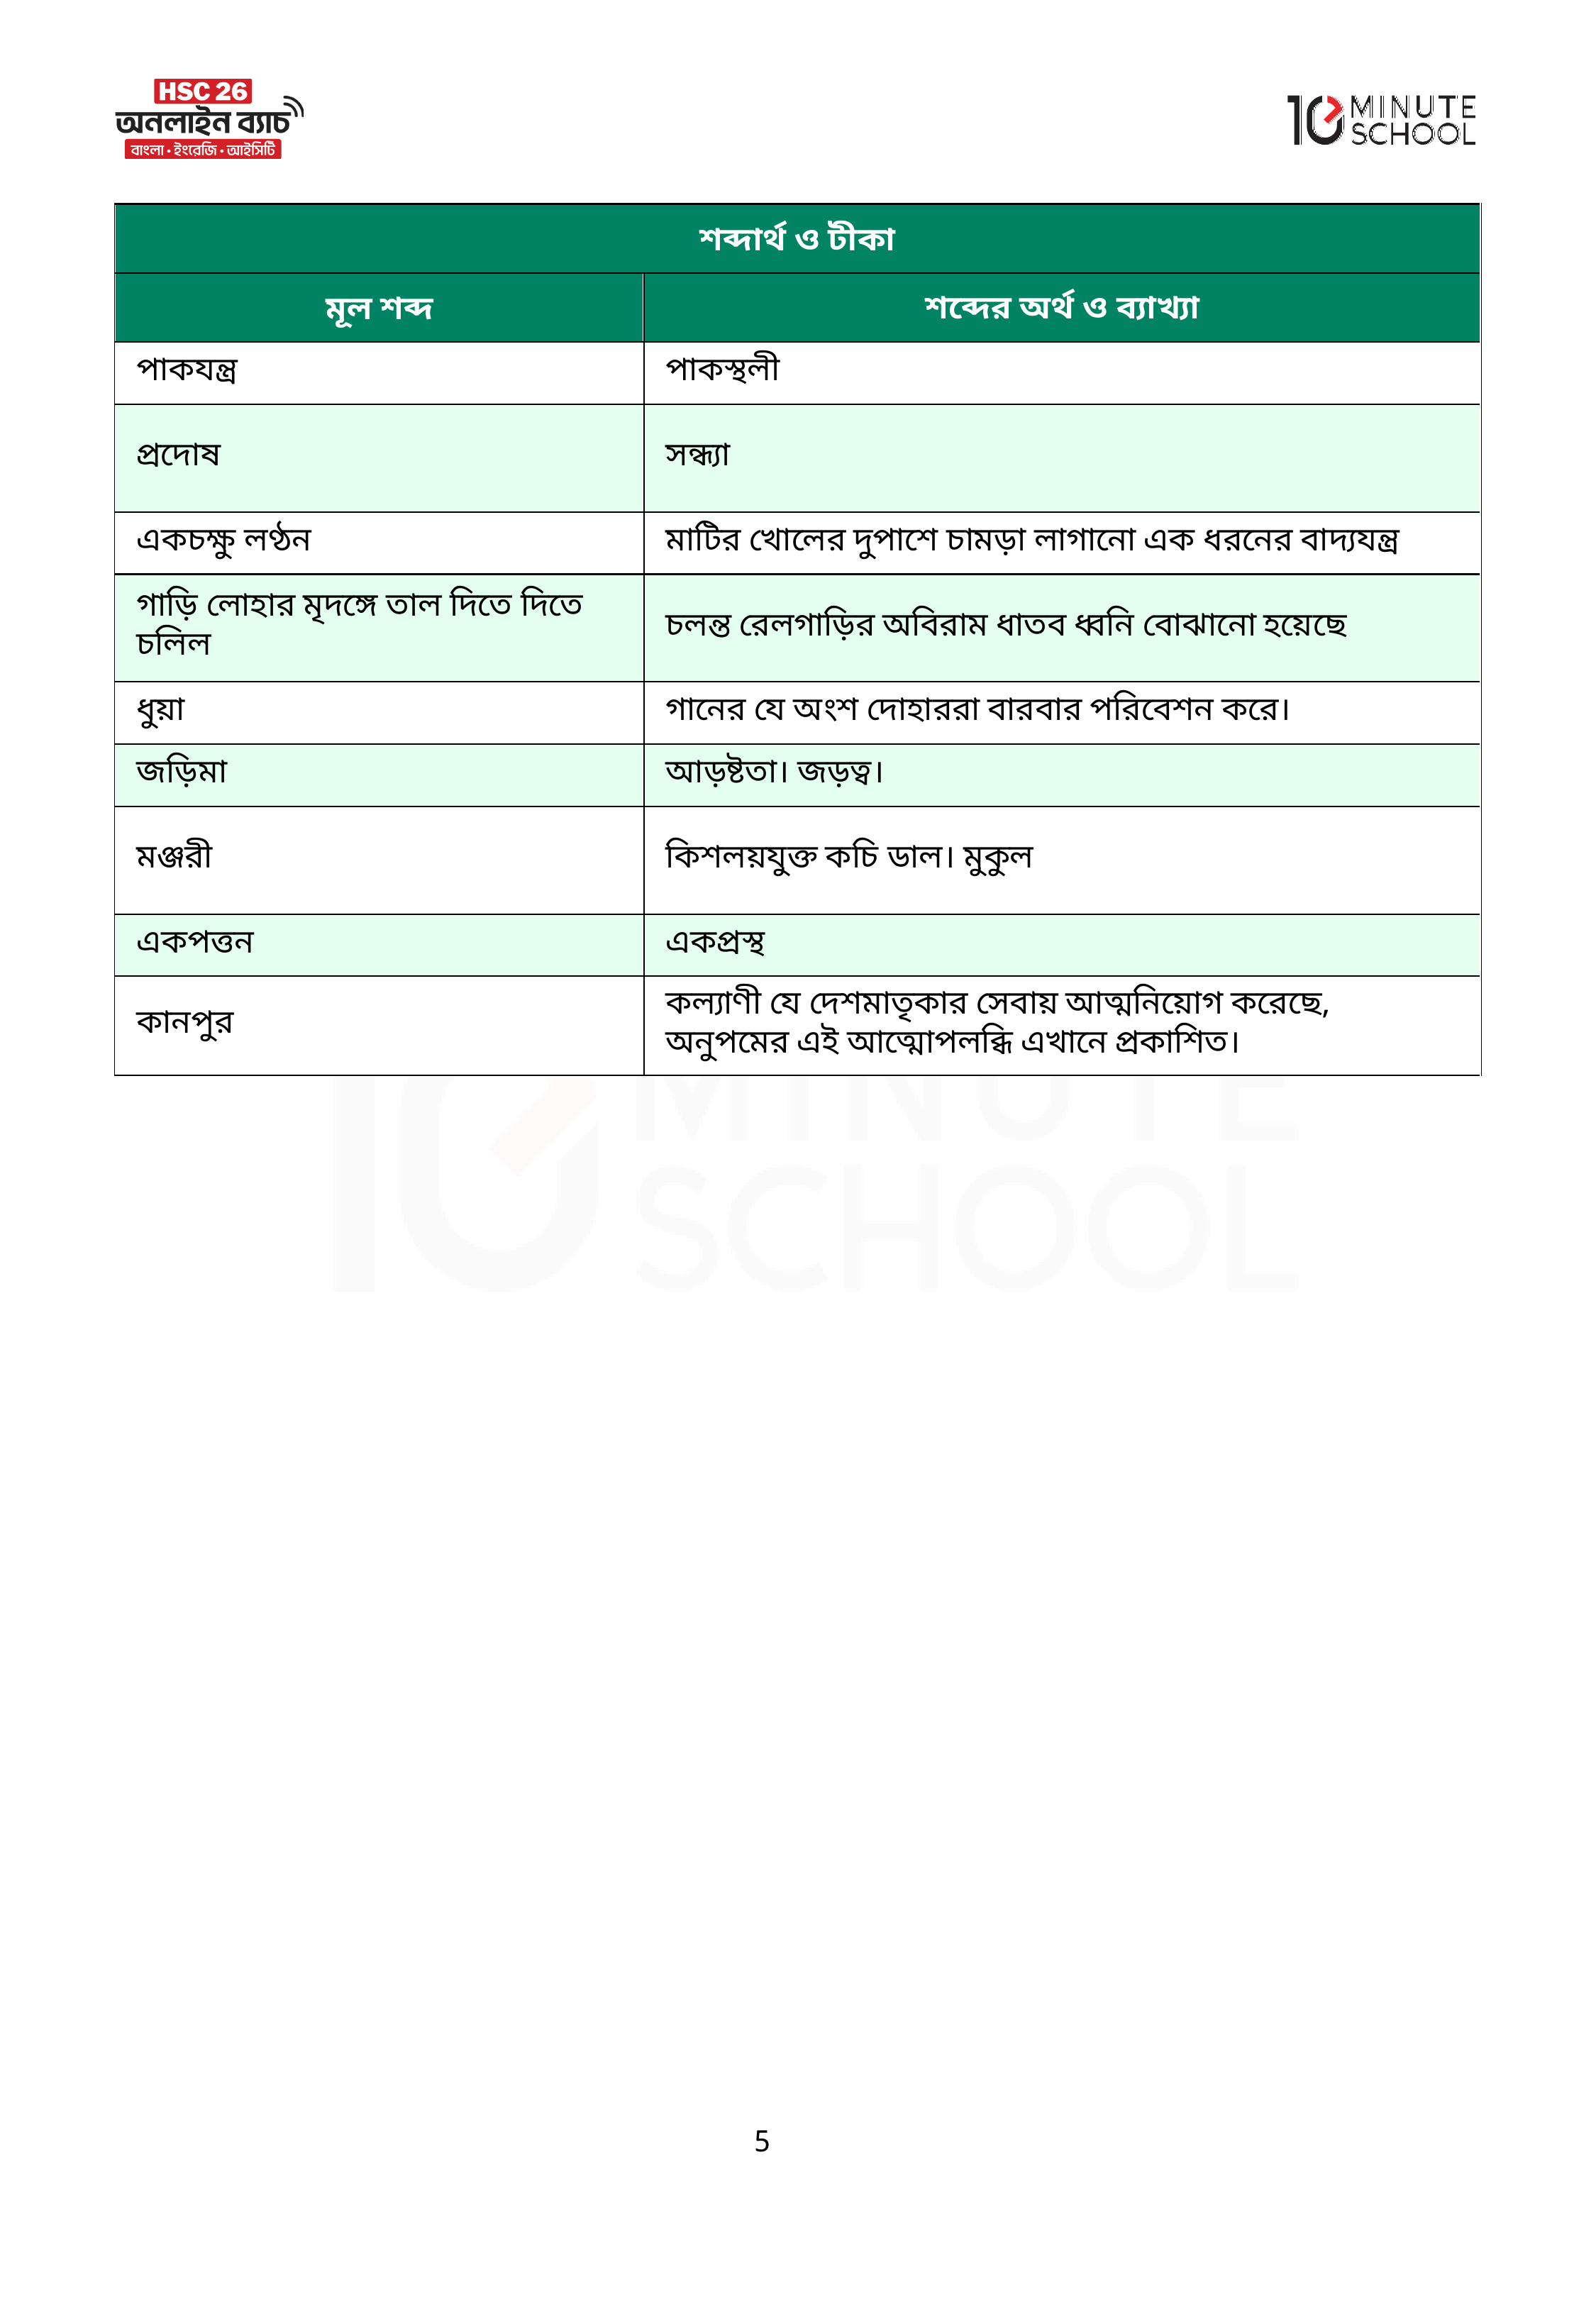 HSC 26
অনলাইন ব্যাচ
বাংলা • ইংরেজি • আইসিটি
10 MINUTE SCHOOL
শব্দার্থ ও টীকা
মূল শব্দ শব্দের অর্থ ও ব্যাখ্যা
পাকযন্ত্র পাকস্থলী
প্রদোষ সন্ধ্যা
একচক্ষু লণ্ঠন মাটির খোলের দুপাশে চামড়া লাগানো এক ধরনের বাদ্যযন্ত্র
গাড়ি লোহার মৃদঙ্গে তাল দিতে দিতে
চলিল
চলন্ত রেলগাড়ির অবিরাম ধাতব ধ্বনি বোঝানো হয়েছে
ধুয়া গানের যে অংশ দোহাররা বারবার পরিবেশন করে।
জড়িমা আড়ষ্টতা। জড়ত্ব।
মঞ্জরী কিশলয়যুক্ত কচি ডাল। মুকুল
একপত্তন একপ্রস্থ
কানপুর
কল্যাণী যে দেশমাতৃকার সেবায় আত্মনিয়োগ করেছে,
অনুপমের এই আত্মোপলব্ধি এখানে প্রকাশিত।
10 MINUTE
SCHOOL
5